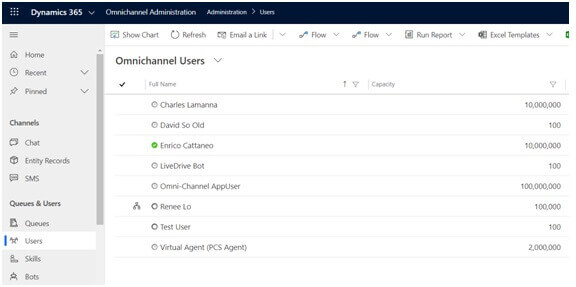 Dynamics 365 Omnichannel Administration Administration > Users
Show Chart Refresh Email a Link Flow Flow Run Report Excel Templates
Home
Recent
Pinned
Channels
Chat
Entity Records
SMS
Queues & Users
Queues
Users
Skills
Bots
Omnichannel Users
Full Name Capacity
Charles Lamanna 10,000,000
David So Old 100
Enrico Cattaneo 10,000,000
LiveDrive Bot 100
Omni-Channel AppUser 100,000,000
Renee Lo 100,000
Test User 100
Virtual Agent (PCS Agent) 2,000,000